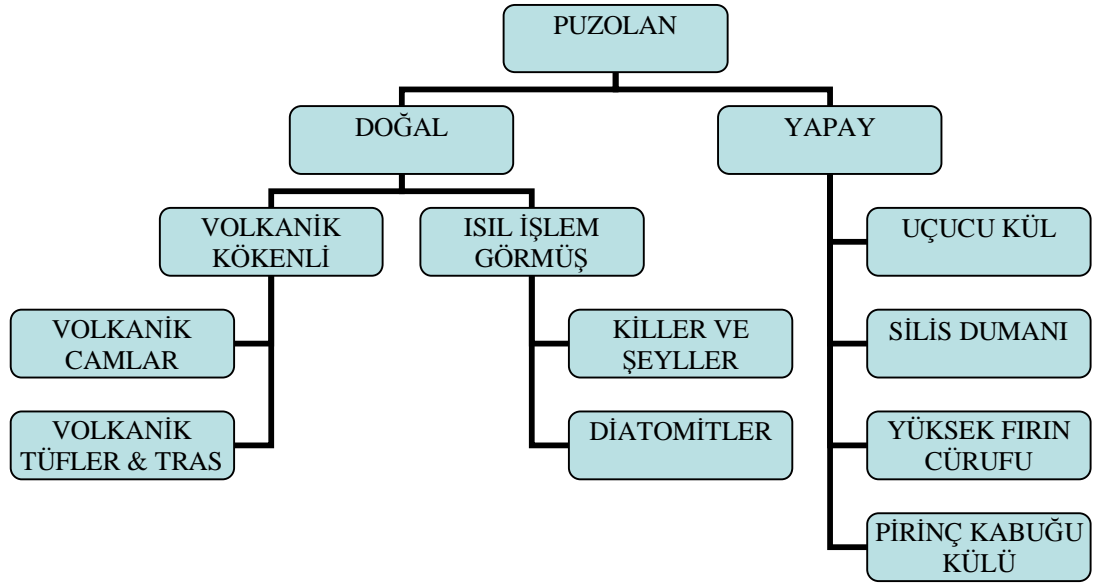 PUZOLAN
DOĞAL
YAPAY
VOLKANİK
KÖKENLİ
ISIL İŞLEM
GÖRMÜŞ
UÇUCU KÜL
VOLKANİK
CAMLAR
KİLLER VE
ŞEYLLER
SİLİS DUMANI
VOLKANİK
TÜFLER & TRAS
DİATOMİTLER
YÜKSEK FIRIN
CÜRUFU
PİRİNÇ KABUĞU
KÜLÜ